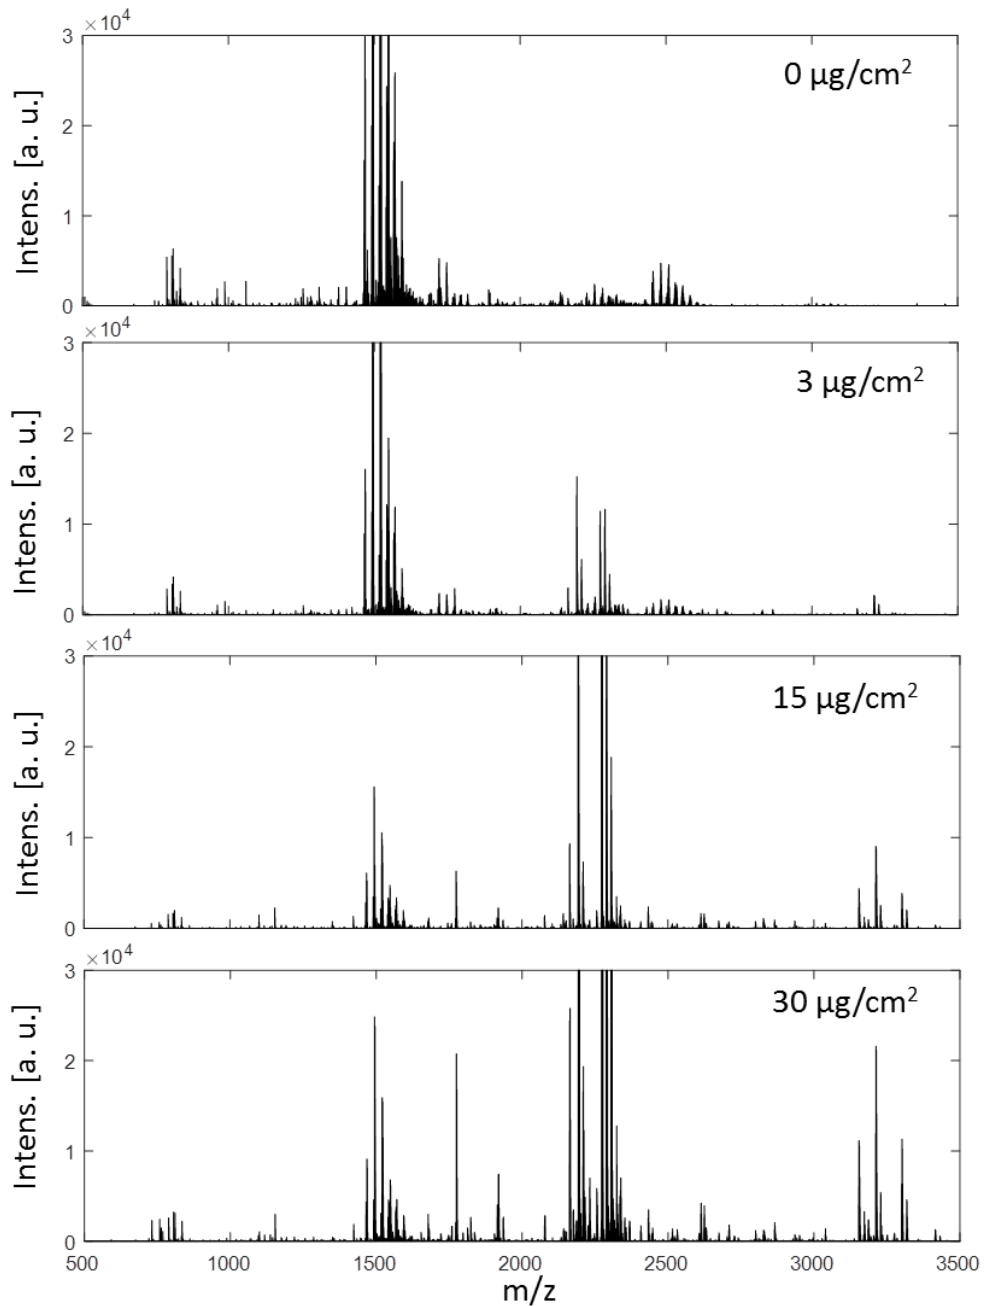 ×10⁴
3
2
1
0
Intens. [a. u.]
0 µg/cm²
×10⁴
3
2
1
0
Intens. [a. u.]
3 µg/cm²
×10⁴
3
2
1
0
Intens. [a. u.]
15 µg/cm²
×10⁴
3
2
1
0
Intens. [a. u.]
30 µg/cm²
500 1000 1500 2000 2500 3000 3500
m/z